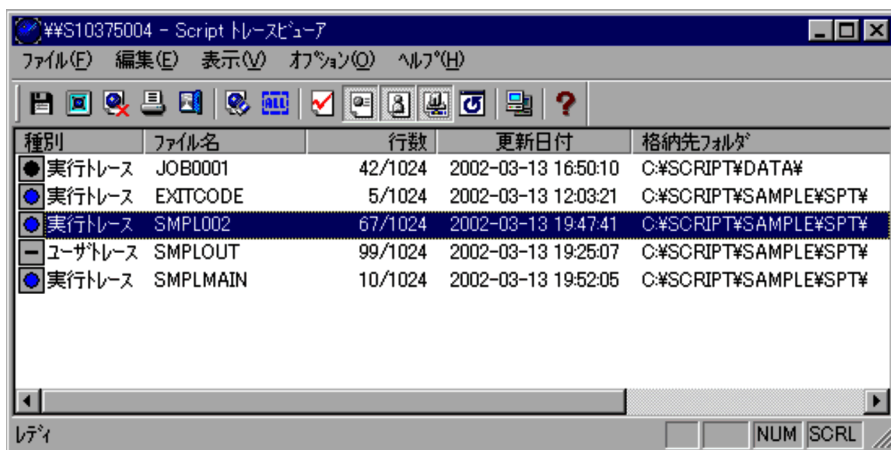 ¥¥S10375004 - Script ﾄﾚｰｽﾋﾞｭｰｱ
ﾌｧｲﾙ(F) 編集(E) 表示(V) ｵﾌﾟｼｮﾝ(O) ﾍﾙﾌﾟ(H)
ALL ?
種別 ﾌｧｲﾙ名 行数 更新日付 格納先ﾌｫﾙﾀﾞ
実行ﾄﾚｰｽ JOB0001 42/1024 2002-03-13 16:50:10 C:¥SCRIPT¥DATA¥
実行ﾄﾚｰｽ EXITCODE 5/1024 2002-03-13 12:03:21 C:¥SCRIPT¥SAMPLE¥SPT¥
実行ﾄﾚｰｽ SMPL002 67/1024 2002-03-13 19:47:41 C:¥SCRIPT¥SAMPLE¥SPT¥
ﾕｰｻﾞﾄﾚｰｽ SMPLOUT 99/1024 2002-03-13 19:25:07 C:¥SCRIPT¥SAMPLE¥SPT¥
実行ﾄﾚｰｽ SMPLMAIN 10/1024 2002-03-13 19:52:05 C:¥SCRIPT¥SAMPLE¥SPT¥
ﾚﾃﾞｨ NUM SCRL